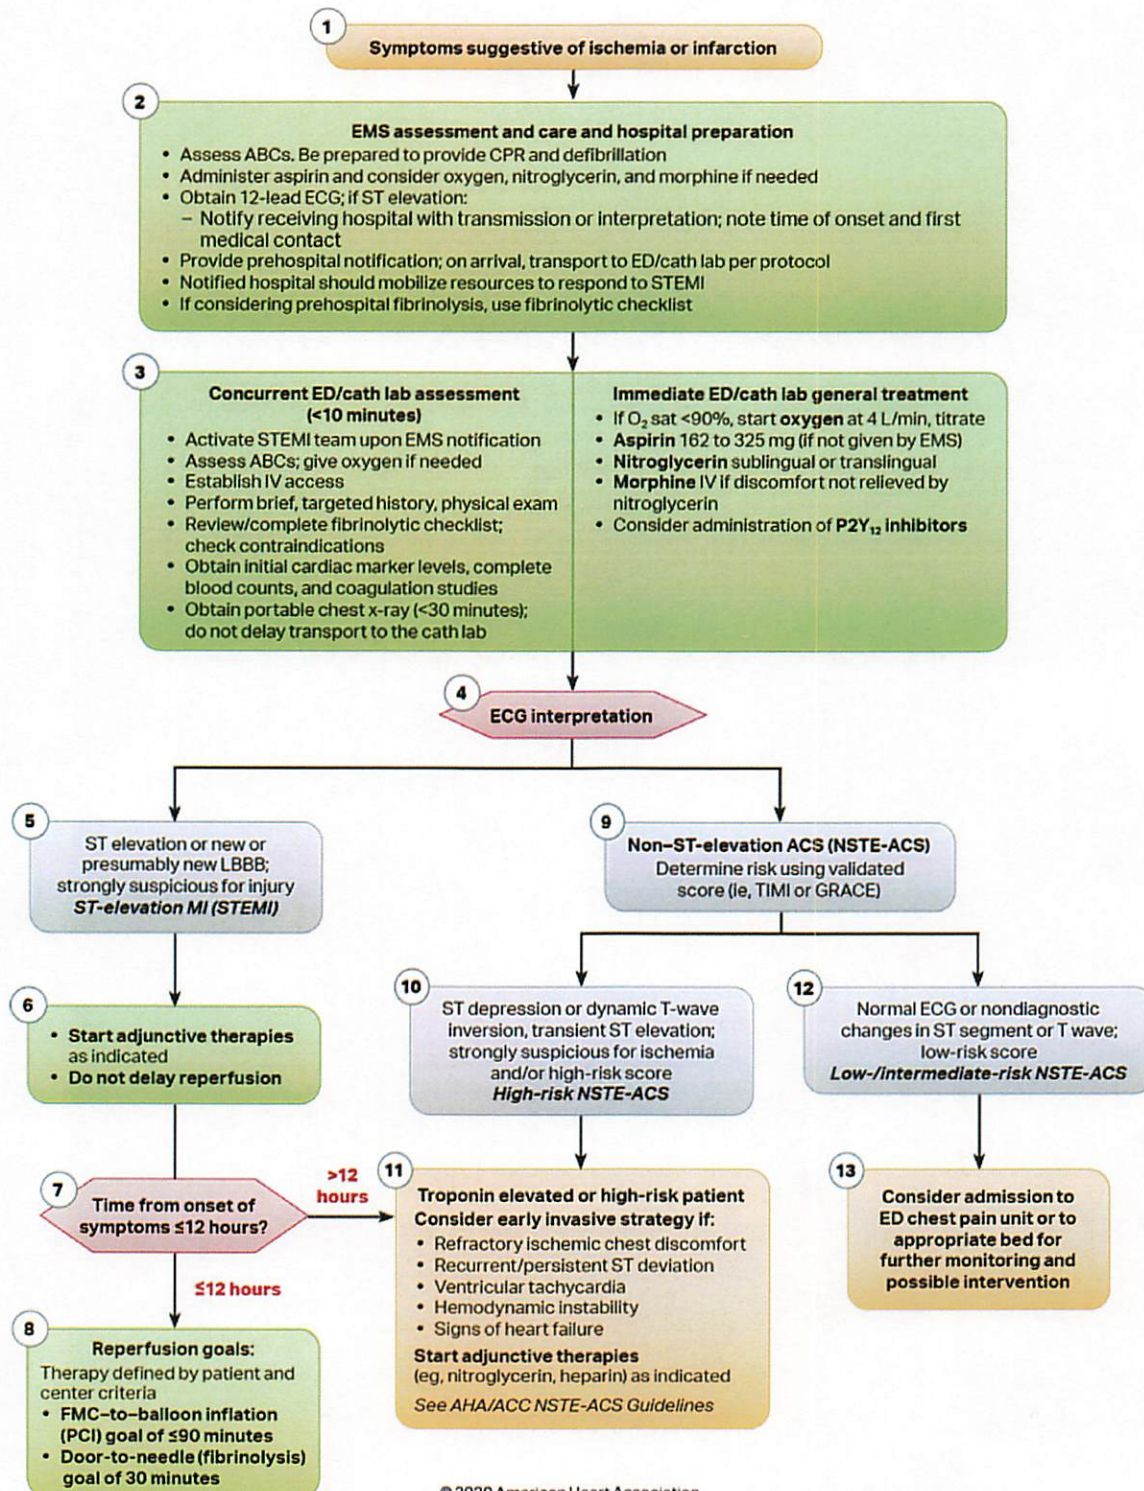 1
Symptoms suggestive of ischemia or infarction
2
EMS assessment and care and hospital preparation
• Assess ABCs. Be prepared to provide CPR and defibrillation
• Administer aspirin and consider oxygen, nitroglycerin, and morphine if needed
• Obtain 12-lead ECG; if ST elevation:
– Notify receiving hospital with transmission or interpretation; note time of onset and first
medical contact
• Provide prehospital notification; on arrival, transport to ED/cath lab per protocol
• Notified hospital should mobilize resources to respond to STEMI
• If considering prehospital fibrinolysis, use fibrinolytic checklist
3
Concurrent ED/cath lab assessment
(<10 minutes)
• Activate STEMI team upon EMS notification
• Assess ABCs; give oxygen if needed
• Establish IV access
• Perform brief, targeted history, physical exam
• Review/complete fibrinolytic checklist;
check contraindications
• Obtain initial cardiac marker levels, complete
blood counts, and coagulation studies
• Obtain portable chest x-ray (<30 minutes);
do not delay transport to the cath lab
Immediate ED/cath lab general treatment
• If O₂ sat <90%, start oxygen at 4 L/min, titrate
• Aspirin 162 to 325 mg (if not given by EMS)
• Nitroglycerin sublingual or translingual
• Morphine IV if discomfort not relieved by
nitroglycerin
• Consider administration of P2Y₁₂ inhibitors
4
ECG interpretation
5
ST elevation or new or
presumably new LBBB;
strongly suspicious for injury
ST-elevation MI (STEMI)
6
• Start adjunctive therapies
as indicated
• Do not delay reperfusion
7
Time from onset of
symptoms ≤12 hours?
>12
hours
≤12 hours
8
Reperfusion goals:
Therapy defined by patient and
center criteria
• FMC–to–balloon inflation
(PCI) goal of ≤90 minutes
• Door-to-needle (fibrinolysis)
goal of 30 minutes
9
Non–ST-elevation ACS (NSTE-ACS)
Determine risk using validated
score (ie, TIMI or GRACE)
10
ST depression or dynamic T-wave
inversion, transient ST elevation;
strongly suspicious for ischemia
and/or high-risk score
High-risk NSTE-ACS
11
Troponin elevated or high-risk patient
Consider early invasive strategy if:
• Refractory ischemic chest discomfort
• Recurrent/persistent ST deviation
• Ventricular tachycardia
• Hemodynamic instability
• Signs of heart failure
Start adjunctive therapies
(eg, nitroglycerin, heparin) as indicated
See AHA/ACC NSTE-ACS Guidelines
12
Normal ECG or nondiagnostic
changes in ST segment or T wave;
low-risk score
Low-/intermediate-risk NSTE-ACS
13
Consider admission to
ED chest pain unit or to
appropriate bed for
further monitoring and
possible intervention
© 2020 American Heart Association